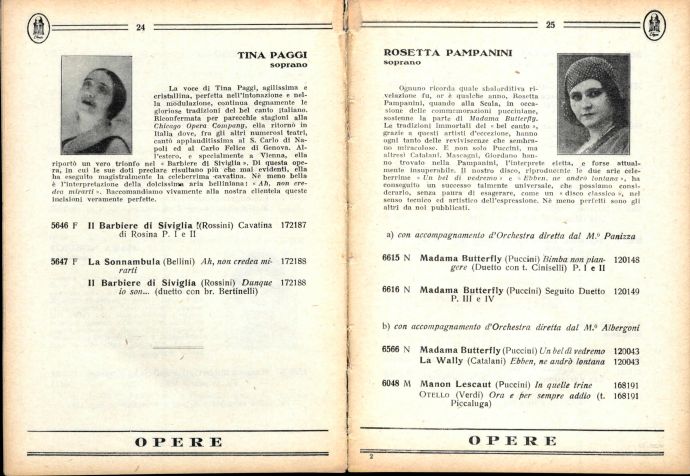 24
TINA PAGGI
soprano
La voce di Tina Paggi, agilissima e
cristallina, perfetta nell'intonazione e nel-
la modulazione, continua degnamente le
gloriose tradizioni del bel canto italiano.
Riconfermata per parecchie stagioni alla
Chicago Opera Company, ella ritornò in
Italia dove, fra gli altri numerosi teatri,
cantò applauditissima al S. Carlo di Na-
poli ed al Carlo Felice di Genova. Al-
l'estero, e specialmente a Vienna, ella
riportò un vero trionfo nel « Barbiere di Siviglia ». Di questa ope-
ra, in cui le sue doti preclare risultano più che mai evidenti, ella
ha eseguito magistralmente la celeberrima cavatina. Nè meno bella
è l'interpretazione della dolcissima aria belliniana: « Ah, non cre-
dea mirarti ». Raccomandiamo vivamente alla nostra clientela queste
incisioni veramente perfette.
5646 F Il Barbiere di Siviglia (Rossini) Cavatina 172187
di Rosina P. I e II
5647 F La Sonnambula (Bellini) Ah, non credea mi- 172188
rarti
Il Barbiere di Siviglia (Rossini) Dunque 172188
io son... (duetto con br. Bertinelli)
OPERE
25
ROSETTA PAMPANINI
soprano
Ognuno ricorda quale sbalorditiva ri-
velazione fu, or è qualche anno, Rosetta
Pampanini, quando alla Scala, in occa-
sione delle commemorazioni pucciniane,
sostenne la parte di Madama Butterfly.
Le tradizioni immortali del « bel canto »,
grazie a questi artisti d'eccezione, hanno
ogni tanto delle reviviscenze che sembra-
no miracolose. E non solo Puccini, ma
altresì Catalani, Mascagni, Giordano han-
no trovato nella Pampanini, l'interprete eletta, e forse attual-
mente insuperabile. Il nostro disco, riproducente le due arie cele-
berrime « Un bel dì vedremo » e « Ebben, ne andrò lontana », ha
conseguito un successo talmente universale, che possiamo consi-
derarlo, senza paura di esagerare, come un « disco classico », nel
senso tecnico ed artistico dell'espressione. Nè meno perfetti sono gli
altri da noi pubblicati.
a) con accompagnamento d'Orchestra diretta dal M.º Panizza
6615 N Madama Butterfly (Puccini) Bimba non pian- 120148
gere (Duetto con t. Ciniselli) P. I e II
6616 N Madama Butterfly (Puccini) Seguito Duetto 120149
P. III e IV
b) con accompagnamento d'Orchestra diretta dal M.º Albergoni
6566 N Madama Butterfly (Puccini) Un bel dì vedremo 120043
La Wally (Catalani) Ebben, ne andrò lontana 120043
6048 M Manon Lescaut (Puccini) In quelle trine 168191
OTELLO (Verdi) Ora e per sempre addio (t. 168191
Piccaluga)
OPERE
2